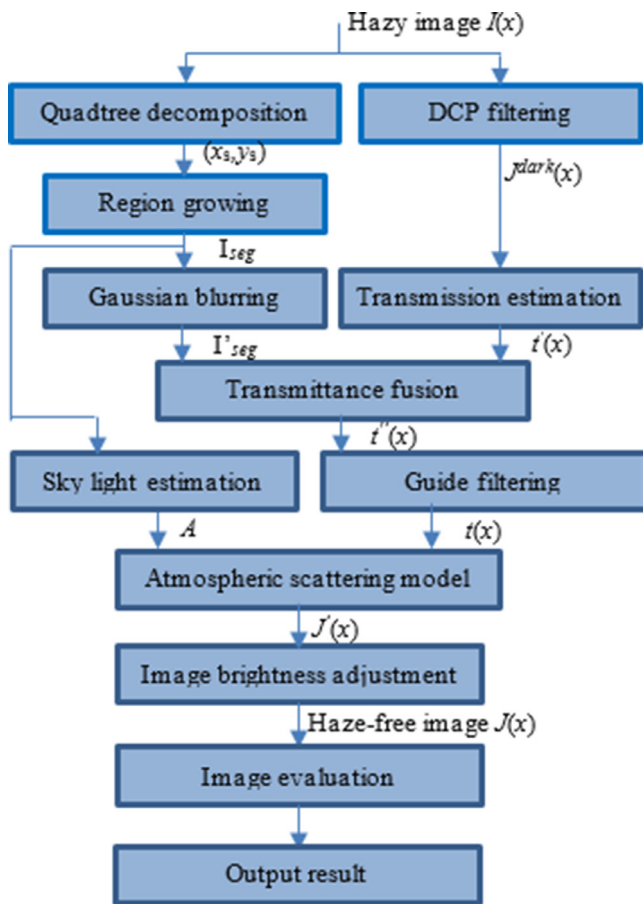 Hazy image I(x)
Quadtree decomposition
DCP filtering
(xs,ys)
J^dark(x)
Region growing
Iseg
Gaussian blurring
Transmission estimation
I'seg
t'(x)
Transmittance fusion
t''(x)
Sky light estimation
Guide filtering
A
t(x)
Atmospheric scattering model
J'(x)
Image brightness adjustment
Haze-free image J(x)
Image evaluation
Output result